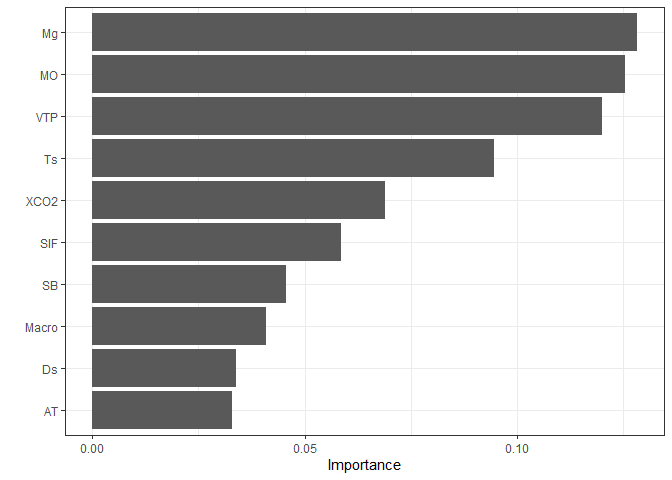 Mg
MO
VTP
Ts
XCO2
SIF
SB
Macro
Ds
AT
0.00 0.05 0.10
Importance